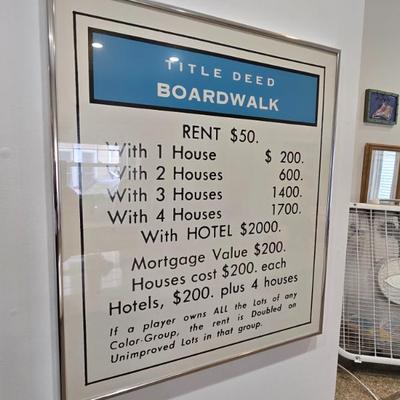 TITLE DEED
BOARDWALK
RENT $50.
With 1 House $ 200.
With 2 Houses 600.
With 3 Houses 1400.
With 4 Houses 1700.
With HOTEL $2000.
Mortgage Value $200.
Houses cost $200. each
Hotels, $200. plus 4 houses
If a player owns ALL the Lots of any
Color-Group, the rent is Doubled on
Unimproved Lots in that group.